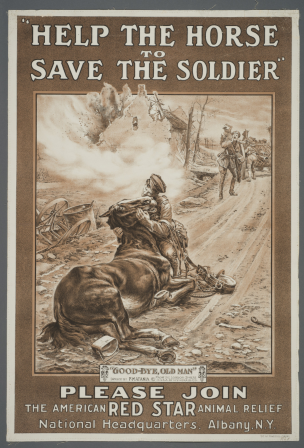 "HELP THE HORSE
TO
SAVE THE SOLDIER"
"GOOD-BYE, OLD MAN"
PLEASE JOIN
THE AMERICAN RED STAR ANIMAL RELIEF
National Headquarters, Albany, N.Y.